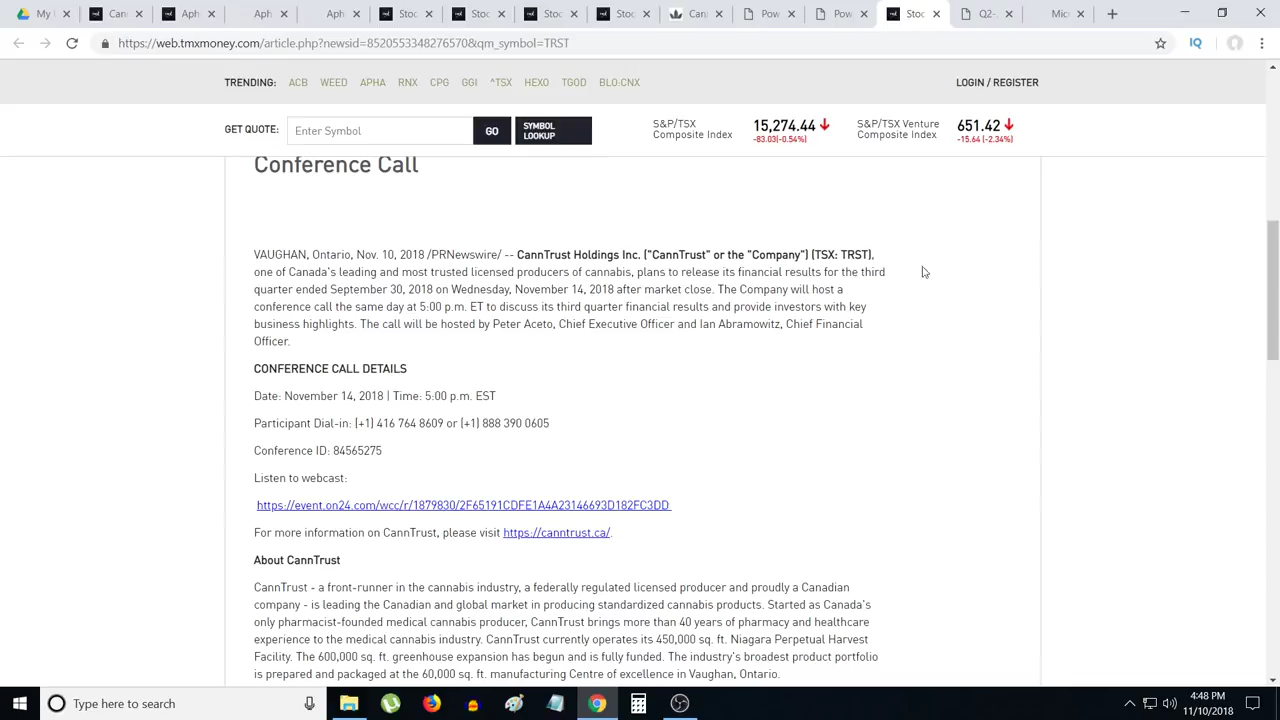 My
Can
Aph
Aph
Aph
Stoc
Stoc
Stoc
Stoc
Can
Pow
Pow
Stoc
Q2-
Mic
https://web.tmxmoney.com/article.php?newsid=8520553348276570&qm_symbol=TRST
TRENDING: ACB WEED APHA RNX CPG GGI ^TSX HEXO TGOD BLO:CNX LOGIN / REGISTER
GET QUOTE: Enter Symbol GO SYMBOL LOOKUP
S&P/TSX Composite Index 15,274.44 -83.03(-0.54%)
S&P/TSX Venture Composite Index 651.42 -15.64 (-2.34%)
Conference Call
VAUGHAN, Ontario, Nov. 10, 2018 /PRNewswire/ -- CannTrust Holdings Inc. ("CannTrust" or the "Company") (TSX: TRST),
one of Canada's leading and most trusted licensed producers of cannabis, plans to release its financial results for the third
quarter ended September 30, 2018 on Wednesday, November 14, 2018 after market close. The Company will host a
conference call the same day at 5:00 p.m. ET to discuss its third quarter financial results and provide investors with key
business highlights. The call will be hosted by Peter Aceto, Chief Executive Officer and Ian Abramowitz, Chief Financial
Officer.
CONFERENCE CALL DETAILS
Date: November 14, 2018 | Time: 5:00 p.m. EST
Participant Dial-in: (+1) 416 764 8609 or (+1) 888 390 0605
Conference ID: 84565275
Listen to webcast:
https://event.on24.com/wcc/r/1879830/2F65191CDFE1A4A23146693D182FC3DD
For more information on CannTrust, please visit https://canntrust.ca/.
About CannTrust
CannTrust - a front-runner in the cannabis industry, a federally regulated licensed producer and proudly a Canadian
company - is leading the Canadian and global market in producing standardized cannabis products. Started as Canada's
only pharmacist-founded medical cannabis producer, CannTrust brings more than 40 years of pharmacy and healthcare
experience to the medical cannabis industry. CannTrust currently operates its 450,000 sq. ft. Niagara Perpetual Harvest
Facility. The 600,000 sq. ft. greenhouse expansion has begun and is fully funded. The industry's broadest product portfolio
is prepared and packaged at the 60,000 sq. ft. manufacturing Centre of excellence in Vaughan, Ontario.
Type here to search
4:48 PM
11/10/2018